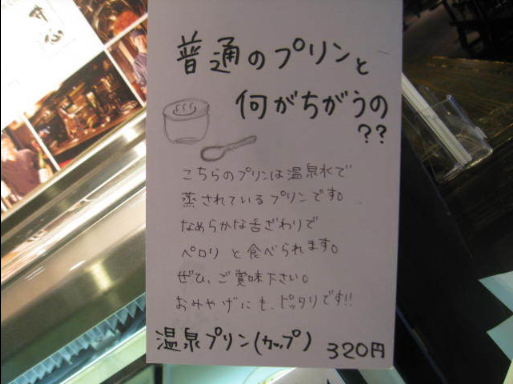 普通のプリンと
何がちがうの
??
こちらのプリンは温泉水で
蒸されているプリンです。
なめらかな舌ざわりで
ペロリと食べられます。
ぜひ、ご賞味下さい。
おみやげにも、ピッタリです!!
温泉プリン(カップ) 320円